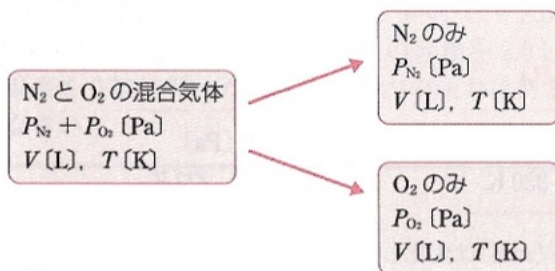 N₂ と O₂ の混合気体
P_N₂ + P_O₂ 〔Pa〕
V〔L〕, T〔K〕
N₂ のみ
P_N₂〔Pa〕
V〔L〕, T〔K〕
O₂ のみ
P_O₂〔Pa〕
V〔L〕, T〔K〕